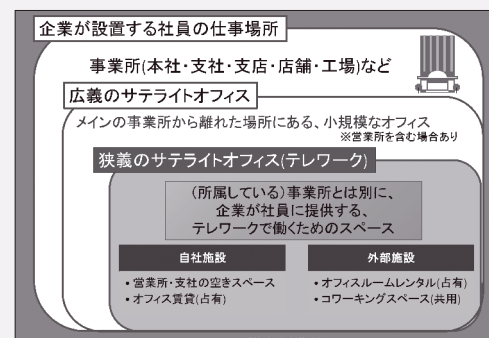 企業が設置する社員の仕事場所
事業所(本社・支社・支店・店舗・工場)など
広義のサテライトオフィス
メインの事業所から離れた場所にある、小規模なオフィス
※営業所を含む場合あり
狭義のサテライトオフィス(テレワーク)
(所属している)事業所とは別に、
企業が社員に提供する、
テレワークで働くためのスペース
自社施設
・営業所・支社の空きスペース
・オフィス賃貸(占有)
外部施設
・オフィスルームレンタル(占有)
・コワーキングスペース(共用)